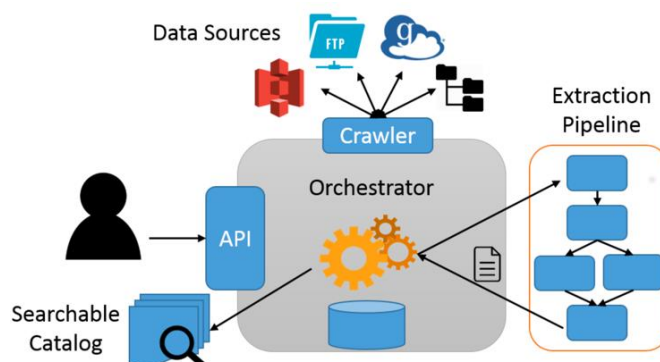 Data Sources
FTP
g
Crawler
Extraction
Pipeline
Orchestrator
API
Searchable
Catalog